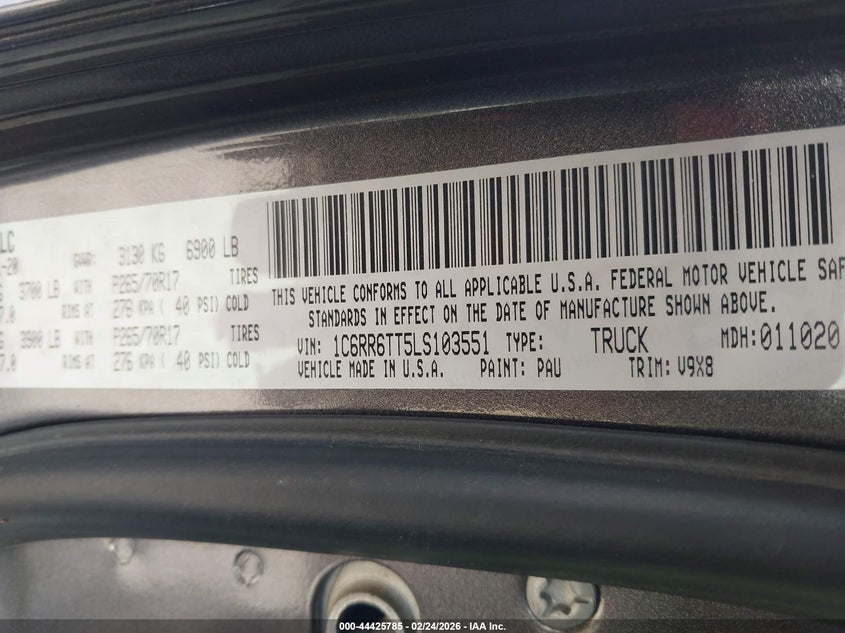 LC
-20 GVWR: 3130 KG 6900 LB
G 3700 LB WITH P265/70R17 TIRES
7.0 RIMS AT 276 KPA ( 40 PSI) COLD
G 3900 LB WITH P265/70R17 TIRES
7.0 RIMS AT 276 KPA ( 40 PSI) COLD
THIS VEHICLE CONFORMS TO ALL APPLICABLE U.S.A. FEDERAL MOTOR VEHICLE SAF
STANDARDS IN EFFECT ON THE DATE OF MANUFACTURE SHOWN ABOVE.
VIN: 1C6RR6TT5LS103551 TYPE: TRUCK MDH: 011020
VEHICLE MADE IN U.S.A. PAINT: PAU TRIM: V9X8
000-44425785 - 02/24/2026 - IAA Inc.